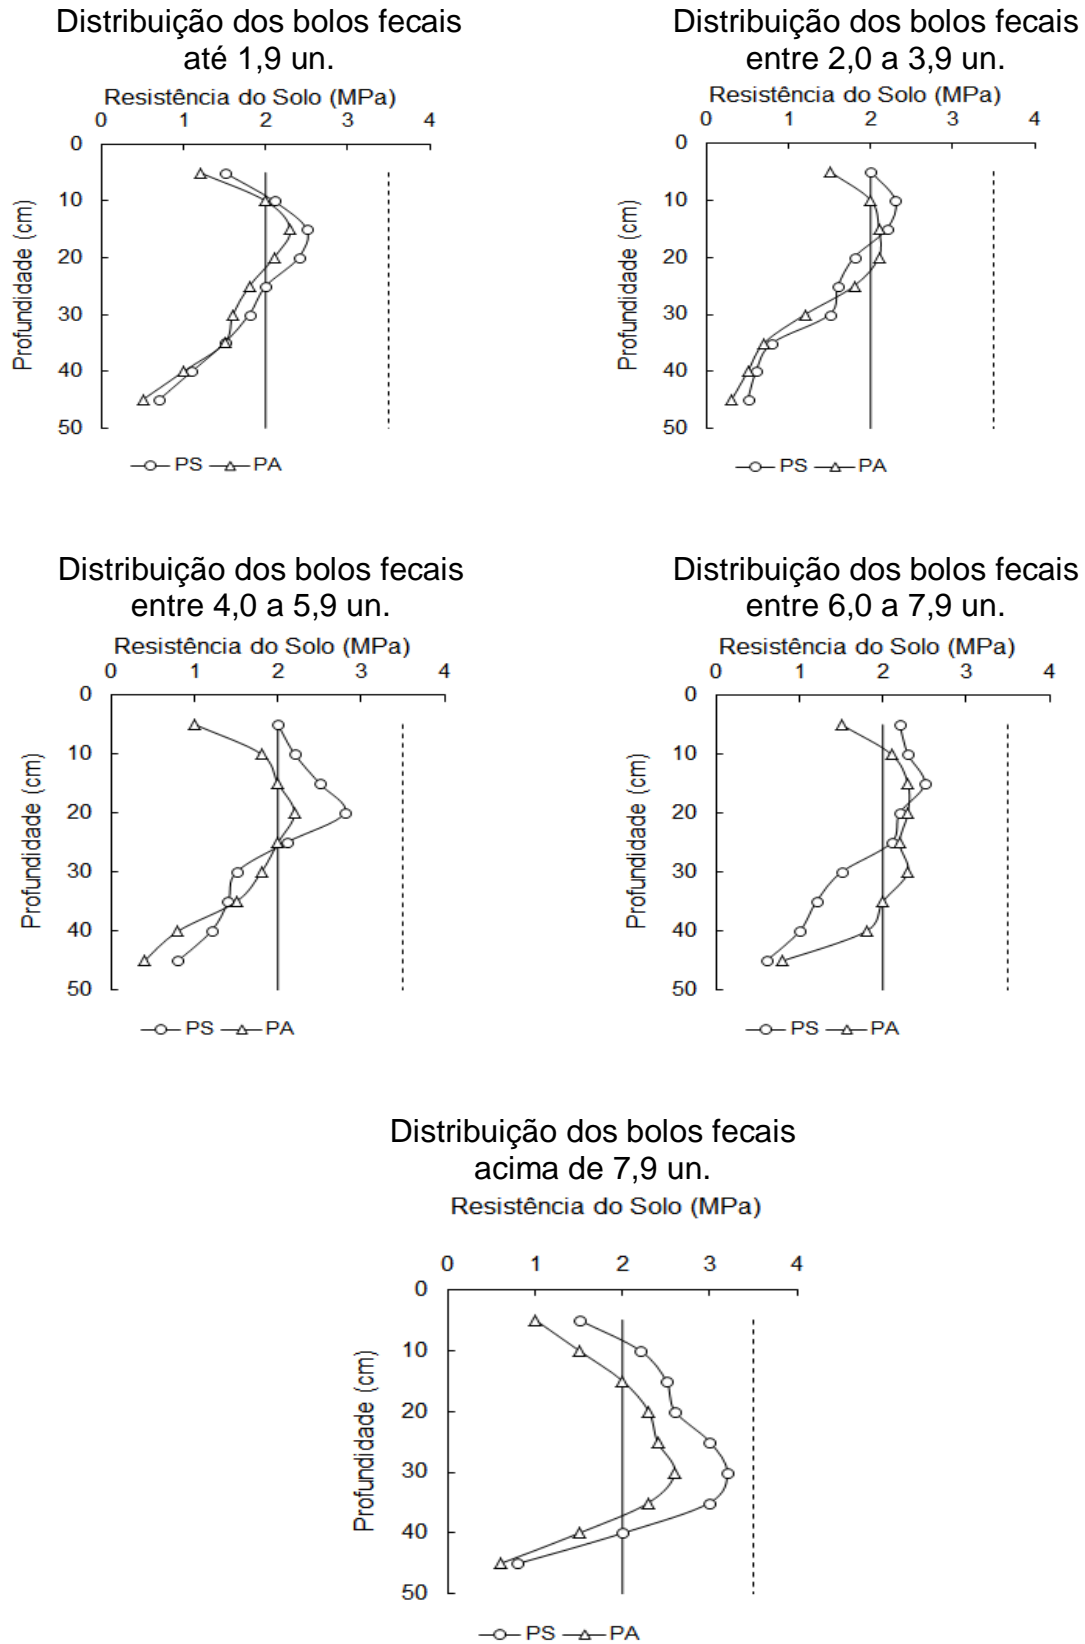 Distribuição dos bolos fecais
até 1,9 un.
Resistência do Solo (MPa)
0 1 2 3 4
0
10
20
30
40
50
Profundidade (cm)
PS PA
Distribuição dos bolos fecais
entre 2,0 a 3,9 un.
Resistência do Solo (MPa)
0 1 2 3 4
0
10
20
30
40
50
Profundidade (cm)
PS PA
Distribuição dos bolos fecais
entre 4,0 a 5,9 un.
Resistência do Solo (MPa)
0 1 2 3 4
0
10
20
30
40
50
Profundidade (cm)
PS PA
Distribuição dos bolos fecais
entre 6,0 a 7,9 un.
Resistência do Solo (MPa)
0 1 2 3 4
0
10
20
30
40
50
Profundidade (cm)
PS PA
Distribuição dos bolos fecais
acima de 7,9 un.
Resistência do Solo (MPa)
0 1 2 3 4
0
10
20
30
40
50
Profundidade (cm)
PS PA